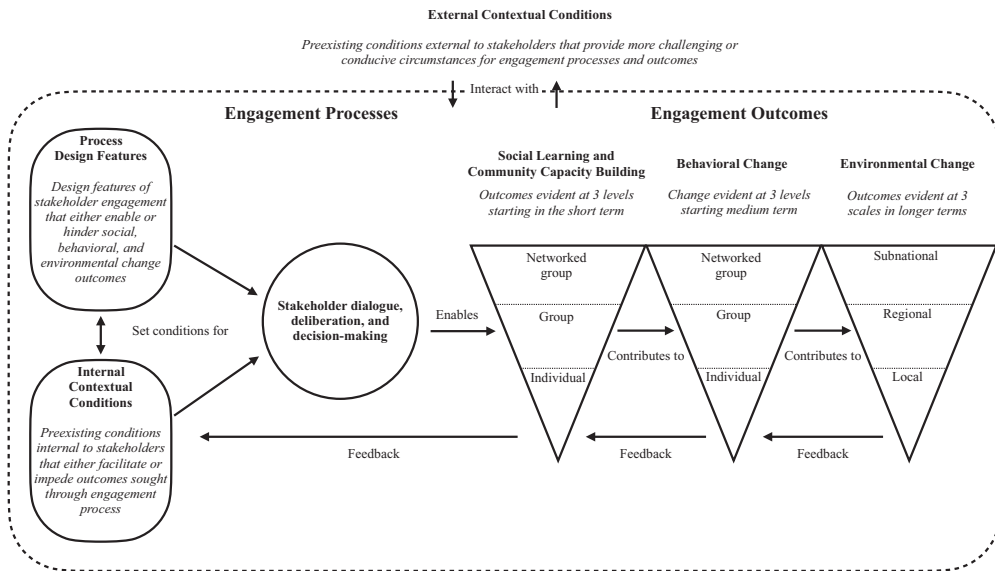 External Contextual Conditions
Preexisting conditions external to stakeholders that provide more challenging or
conducive circumstances for engagement processes and outcomes
Interact with
Engagement Processes
Engagement Outcomes
Process
Design Features
Design features of
stakeholder engagement
that either enable or
hinder social,
behavioral, and
environmental change
outcomes
Set conditions for
Internal
Contextual
Conditions
Preexisting conditions
internal to stakeholders
that either facilitate or
impede outcomes sought
through engagement
process
Stakeholder dialogue,
deliberation, and
decision-making
Enables
Social Learning and
Community Capacity Building
Outcomes evident at 3 levels
starting in the short term
Networked
group
Group
Individual
Contributes to
Behavioral Change
Change evident at 3 levels
starting medium term
Networked
group
Group
Individual
Contributes to
Environmental Change
Outcomes evident at 3
scales in longer terms
Subnational
Regional
Local
Feedback
Feedback
Feedback